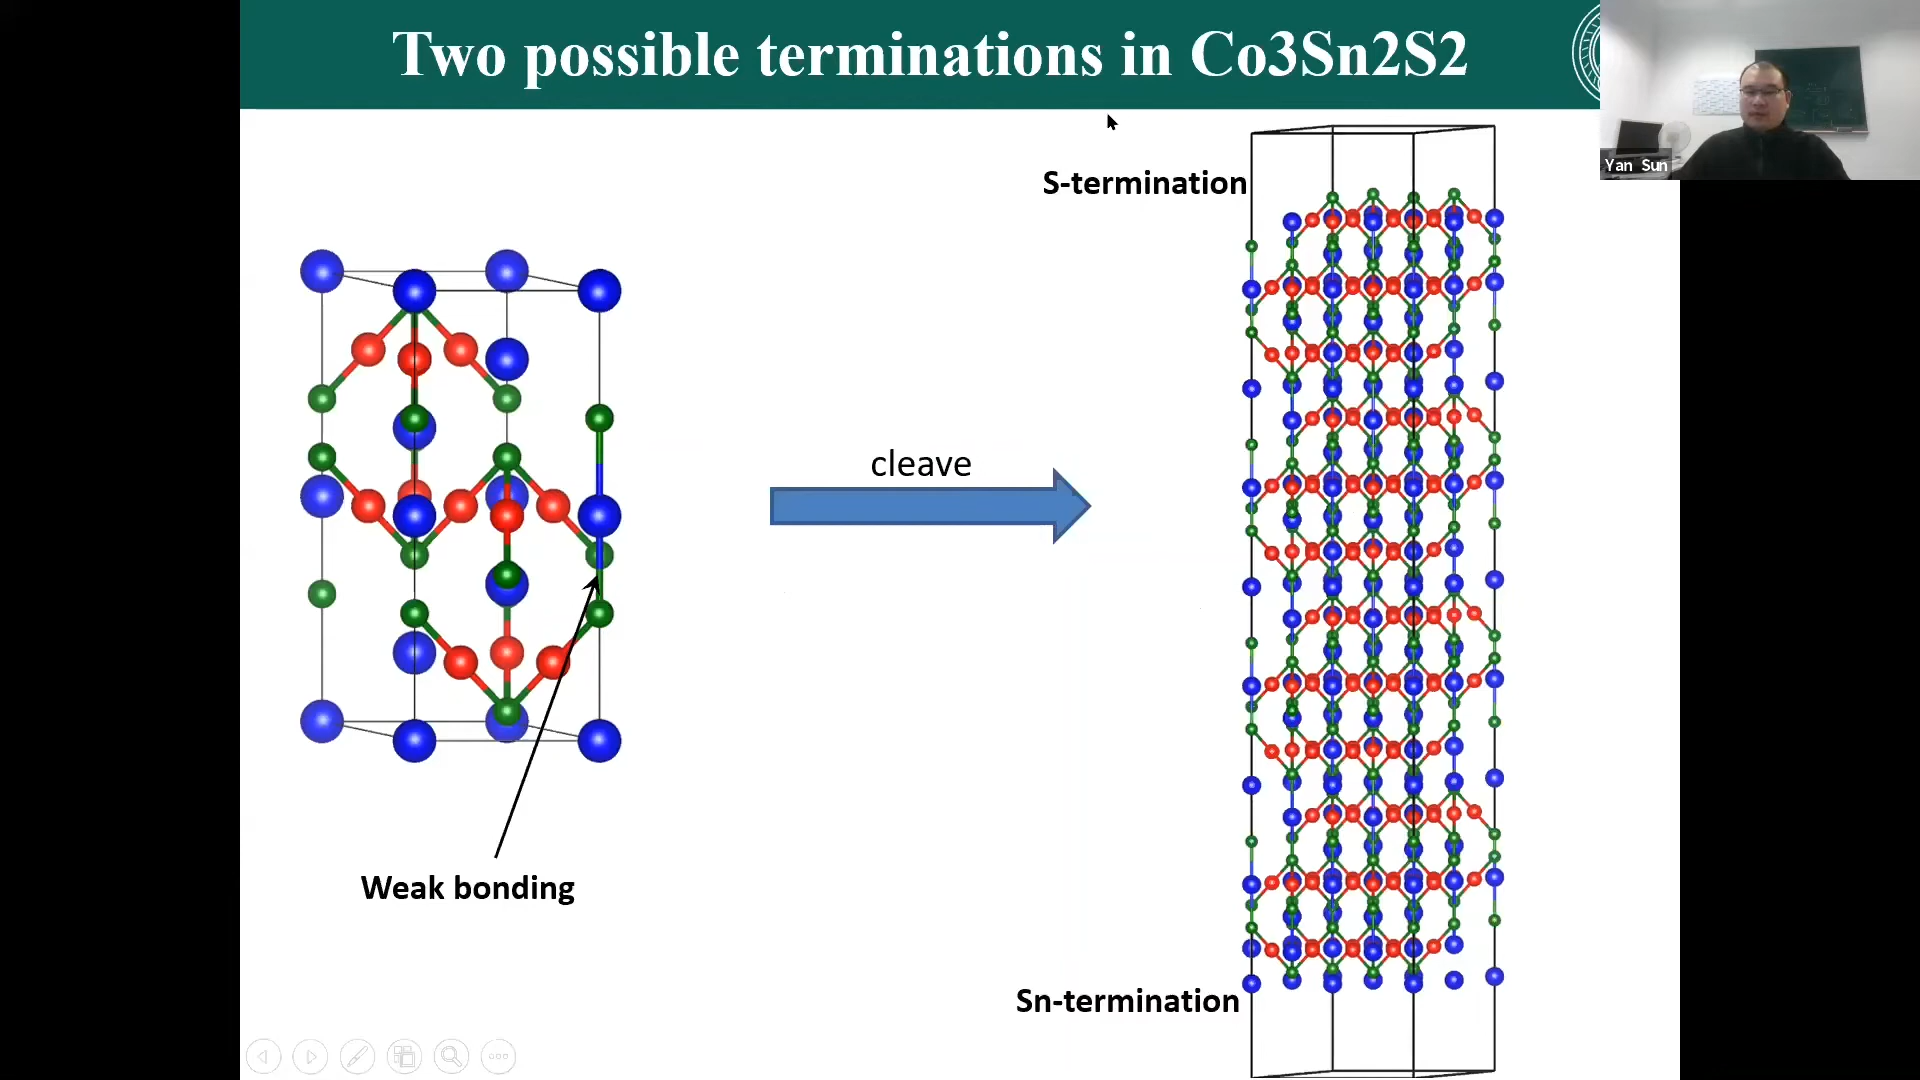 Two possible terminations in Co3Sn2S2
Yan Sun
S-termination
cleave
Weak bonding
Sn-termination